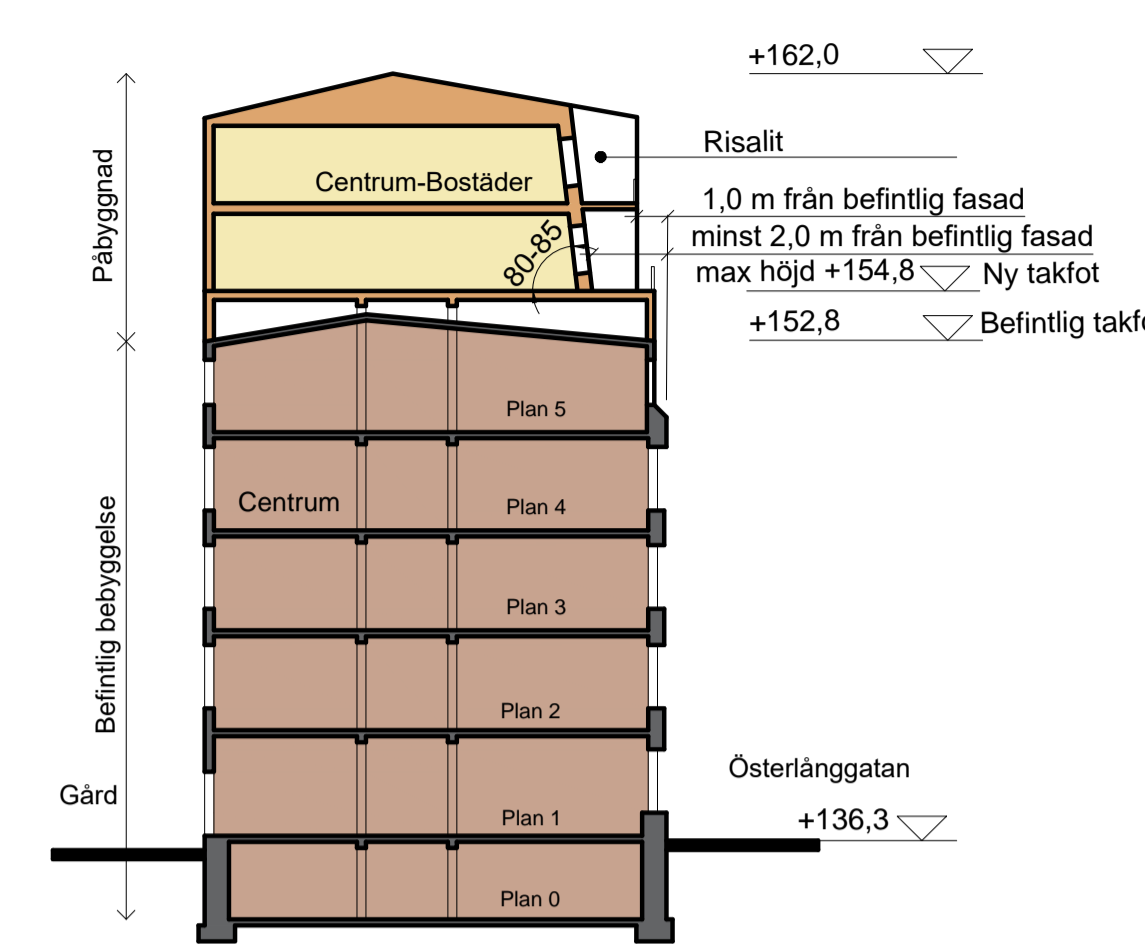 +162,0
Risalit
Påbyggnad
Centrum-Bostäder
1,0 m från befintlig fasad
minst 2,0 m från befintlig fasad
80-85
max höjd +154,8 Ny takfot
+152,8 Befintlig takfo
Plan 5
Centrum
Plan 4
Befintlig bebyggelse
Plan 3
Plan 2
Österlånggatan
Gård
Plan 1
+136,3
Plan 0